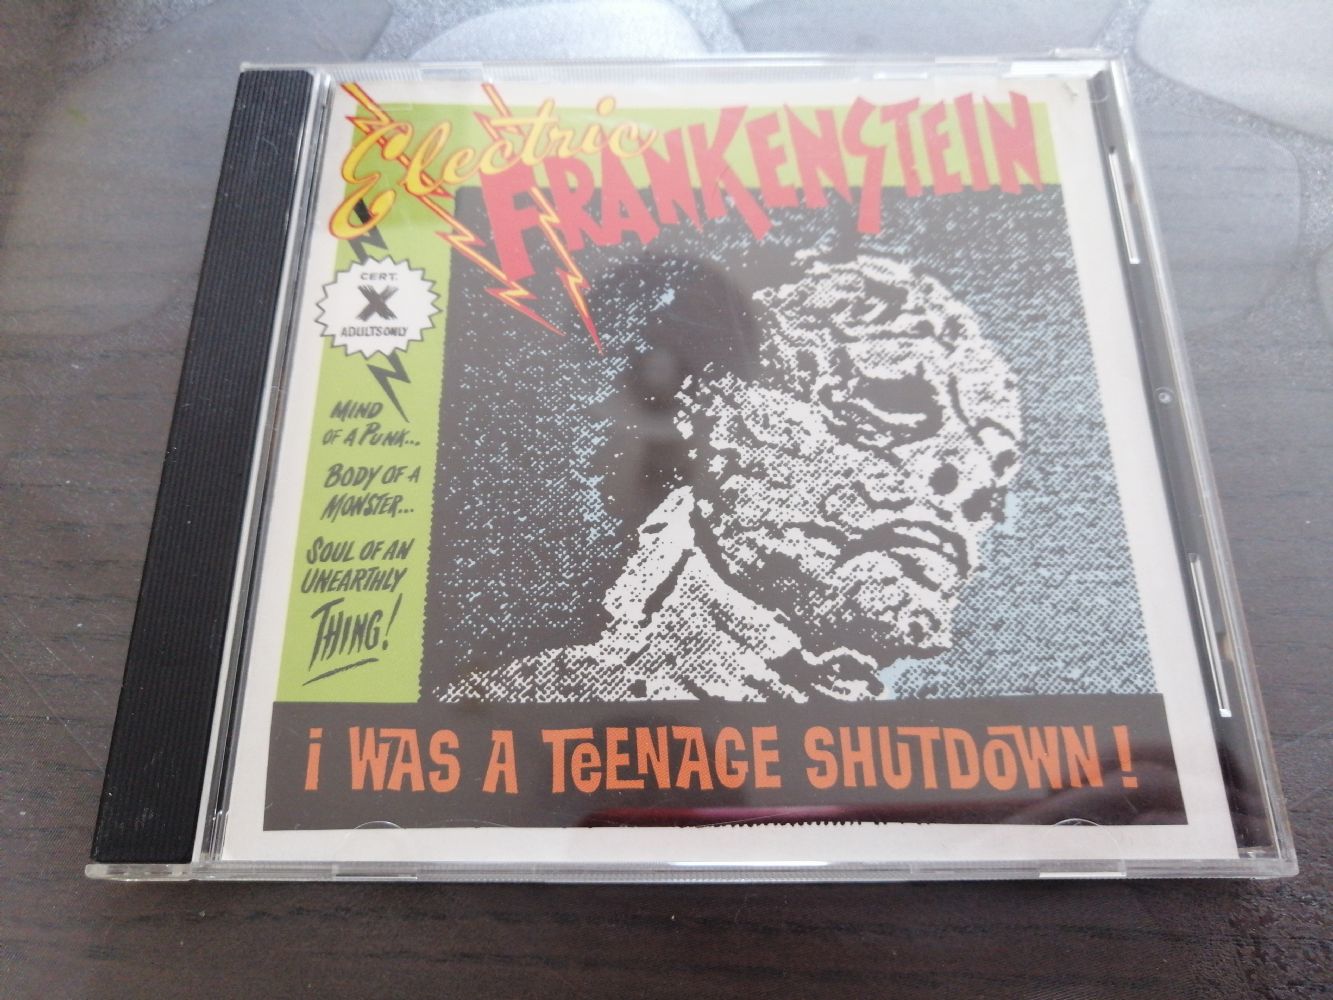 Electric
FRANKENSTEIN
CERT.
X
ADULTS ONLY
MIND
OF A PUNK...
BODY OF A
MONSTER...
SOUL OF AN
UNEARTHLY
THING!
i WAS A TeENAGE SHUTDoWN!